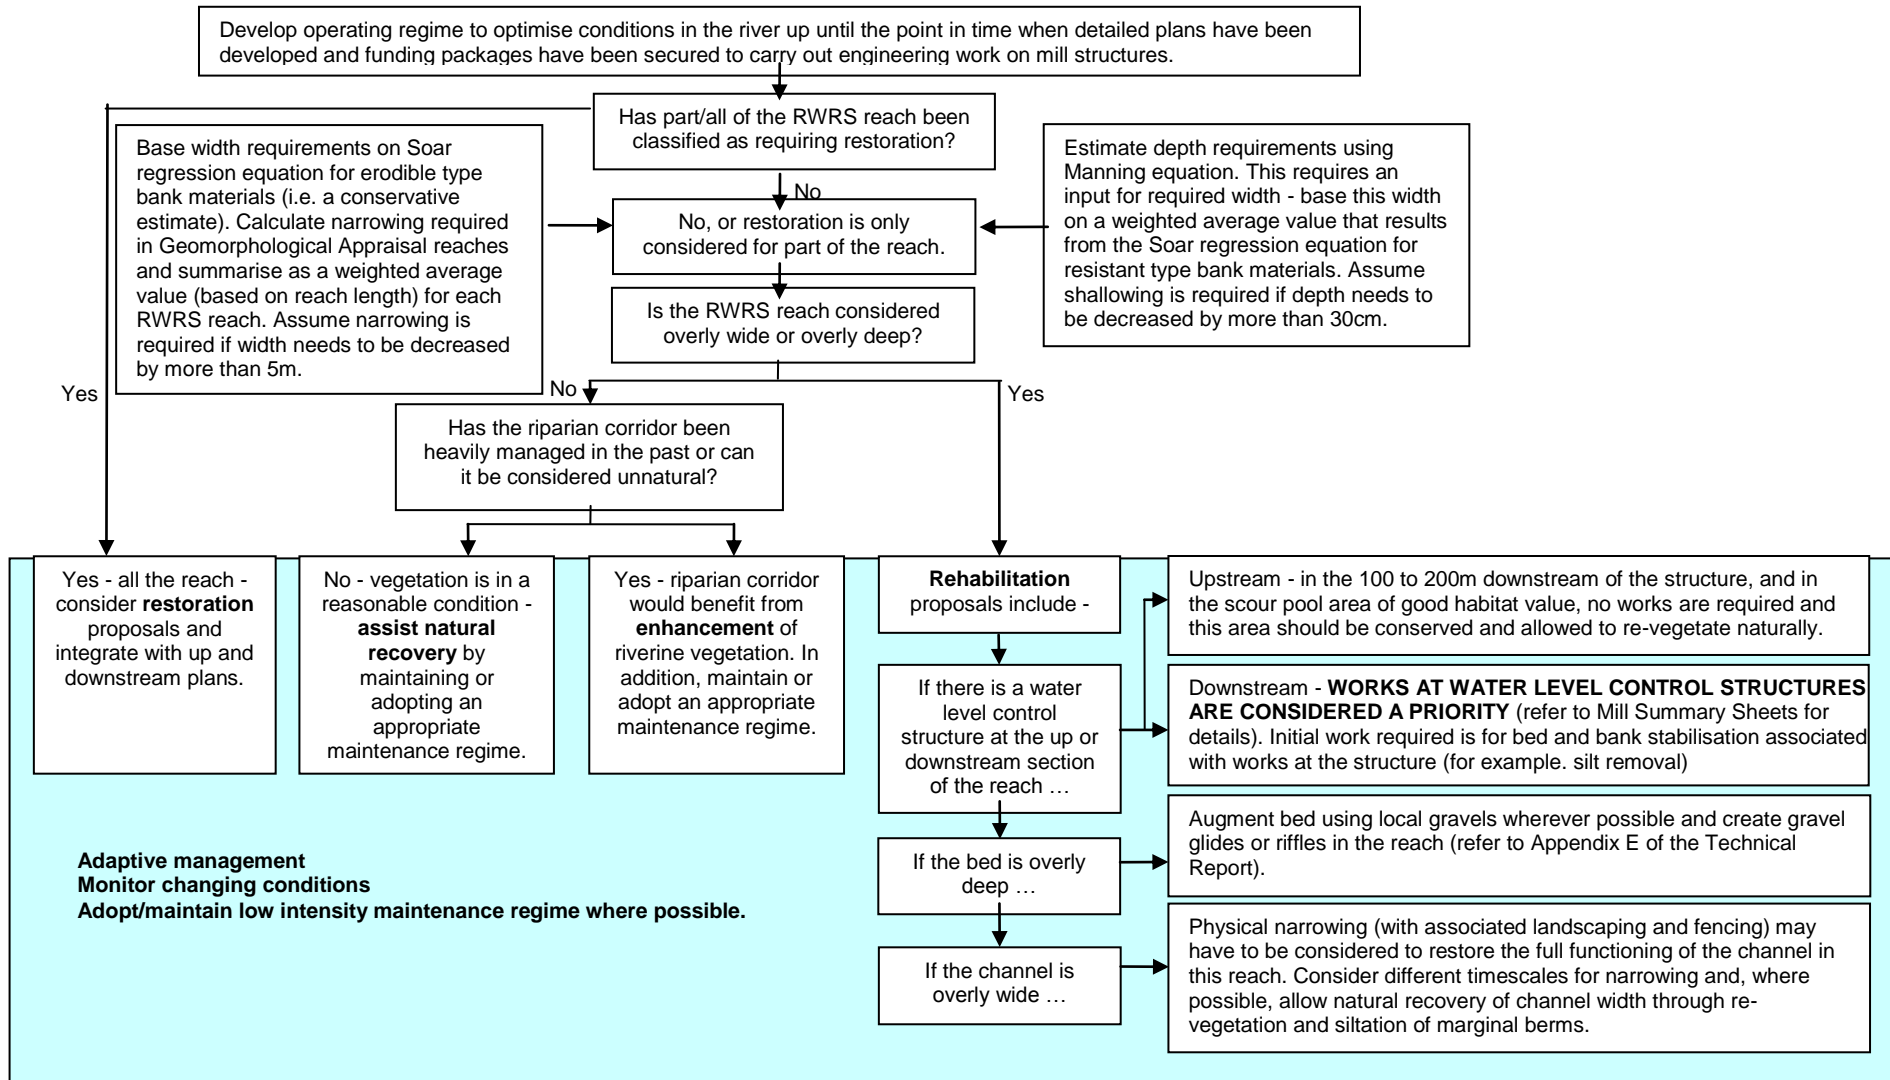 Develop operating regime to optimise conditions in the river up until the point in time when detailed plans have been
developed and funding packages have been secured to carry out engineering work on mill structures.
Has part/all of the RWRS reach been
classified as requiring restoration?
Base width requirements on Soar
regression equation for erodible type
bank materials (i.e. a conservative
estimate). Calculate narrowing required
in Geomorphological Appraisal reaches
and summarise as a weighted average
value (based on reach length) for each
RWRS reach. Assume narrowing is
required if width needs to be decreased
by more than 5m.
Estimate depth requirements using
Manning equation. This requires an
input for required width - base this width
on a weighted average value that results
from the Soar regression equation for
resistant type bank materials. Assume
shallowing is required if depth needs to
be decreased by more than 30cm.
No
No, or restoration is only
considered for part of the reach.
Is the RWRS reach considered
overly wide or overly deep?
Yes
No
Yes
Has the riparian corridor been
heavily managed in the past or can
it be considered unnatural?
Yes - all the reach -
consider restoration
proposals and
integrate with up and
downstream plans.
No - vegetation is in a
reasonable condition -
assist natural
recovery by
maintaining or
adopting an
appropriate
maintenance regime.
Yes - riparian corridor
would benefit from
enhancement of
riverine vegetation. In
addition, maintain or
adopt an appropriate
maintenance regime.
Rehabilitation
proposals include -
Upstream - in the 100 to 200m downstream of the structure, and in
the scour pool area of good habitat value, no works are required and
this area should be conserved and allowed to re-vegetate naturally.
If there is a water
level control
structure at the up or
downstream section
of the reach …
Downstream - WORKS AT WATER LEVEL CONTROL STRUCTURES
ARE CONSIDERED A PRIORITY (refer to Mill Summary Sheets for
details). Initial work required is for bed and bank stabilisation associated
with works at the structure (for example. silt removal)
If the bed is overly
deep …
Augment bed using local gravels wherever possible and create gravel
glides or riffles in the reach (refer to Appendix E of the Technical
Report).
If the channel is
overly wide …
Physical narrowing (with associated landscaping and fencing) may
have to be considered to restore the full functioning of the channel in
this reach. Consider different timescales for narrowing and, where
possible, allow natural recovery of channel width through re-
vegetation and siltation of marginal berms.
Adaptive management
Monitor changing conditions
Adopt/maintain low intensity maintenance regime where possible.